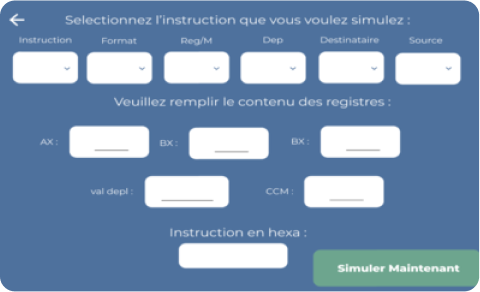 Selectionnez l'instruction que vous voulez simulez :
Instruction Format Reg/M Dep Destinataire Source
Veuillez remplir le contenu des registres :
AX : BX : BX :
val depl : CCM :
Instruction en hexa :
Simuler Maintenant